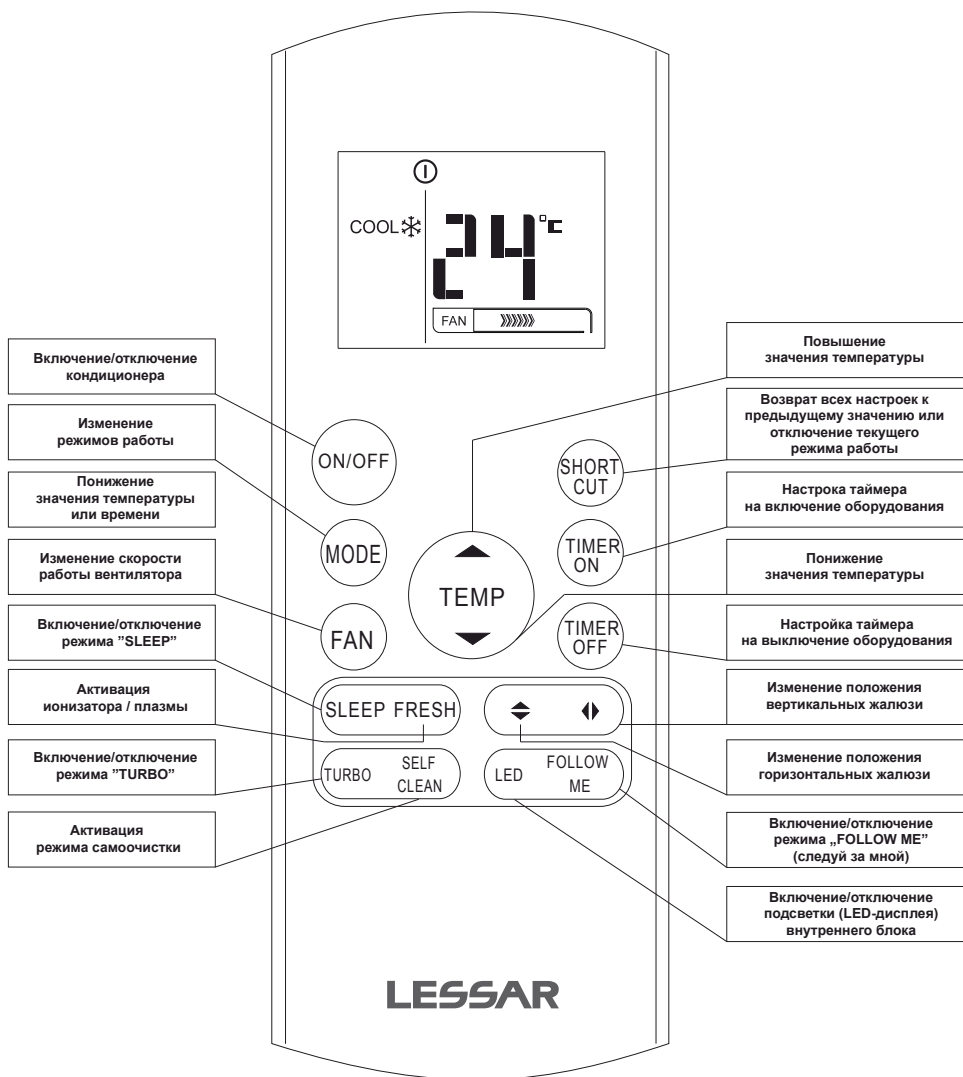 COOL
24 °C
FAN
Включение/отключение
кондиционера
Изменение
режимов работы
Понижение
значения температуры
или времени
Изменение скорости
работы вентилятора
Включение/отключение
режима ”SLEEP”
Активация
ионизатора / плазмы
Включение/отключение
режима ”TURBO”
Активация
режима самоочистки
ON/OFF
MODE
FAN
TEMP
SHORT
CUT
TIMER
ON
TIMER
OFF
SLEEP FRESH
TURBO
SELF
CLEAN
LED
FOLLOW
ME
Повышение
значения температуры
Возврат всех настроек к
предыдущему значению или
отключение текущего
режима работы
Настрока таймера
на включение оборудования
Понижение
значения температуры
Настройка таймера
на выключение оборудования
Изменение положения
вертикальных жалюзи
Изменение положения
горизонтальных жалюзи
Включение/отключение
режима „FOLLOW ME”
(следуй за мной)
Включение/отключение
подсветки (LED-дисплея)
внутреннего блока
LESSAR